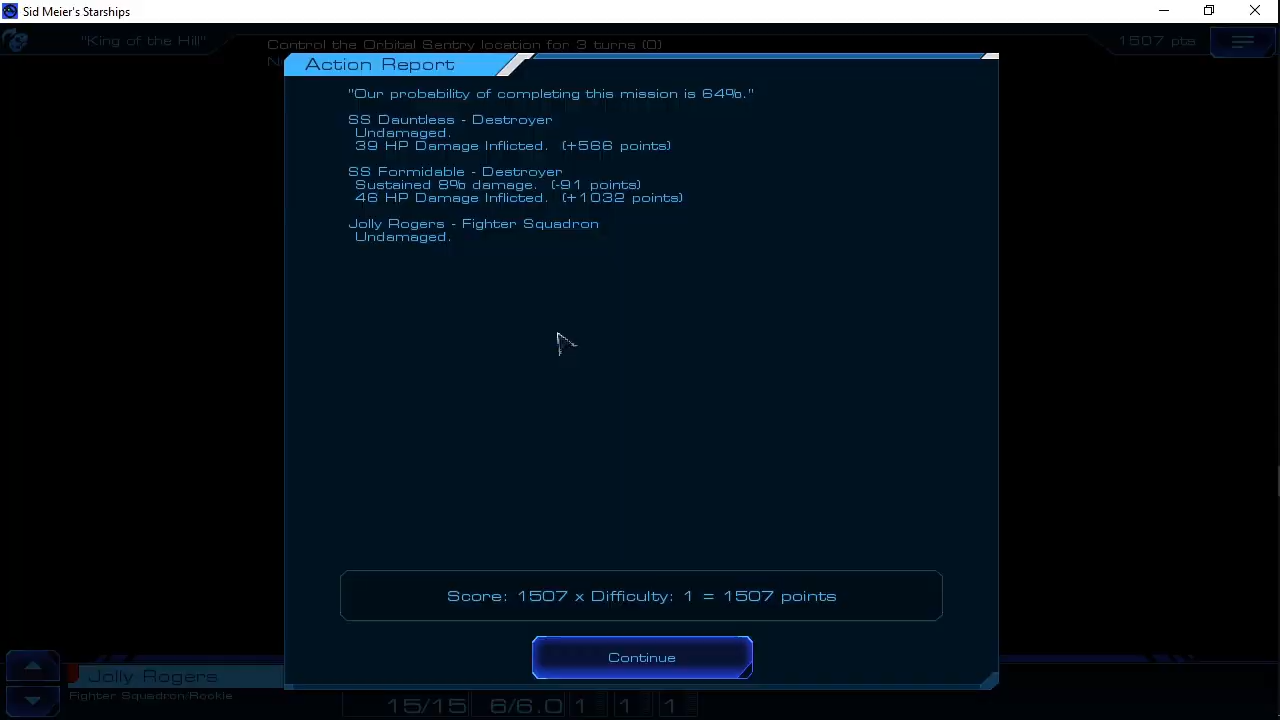 Sid Meier's Starships
"King of the Hill"
Control the Orbital Sentry location for 3 turns (0)
1507 pts
Action Report
"Our probability of completing this mission is 64%."
SS Dauntless - Destroyer
Undamaged.
39 HP Damage Inflicted. (+566 points)
SS Formidable - Destroyer
Sustained 8% damage. (-91 points)
46 HP Damage Inflicted. (+1032 points)
Jolly Rogers - Fighter Squadron
Undamaged.
Score: 1507 x Difficulty: 1 = 1507 points
Continue
Jolly Rogers
Fighter Squadron/Rookie
15/15 6/6.0 1 1 1